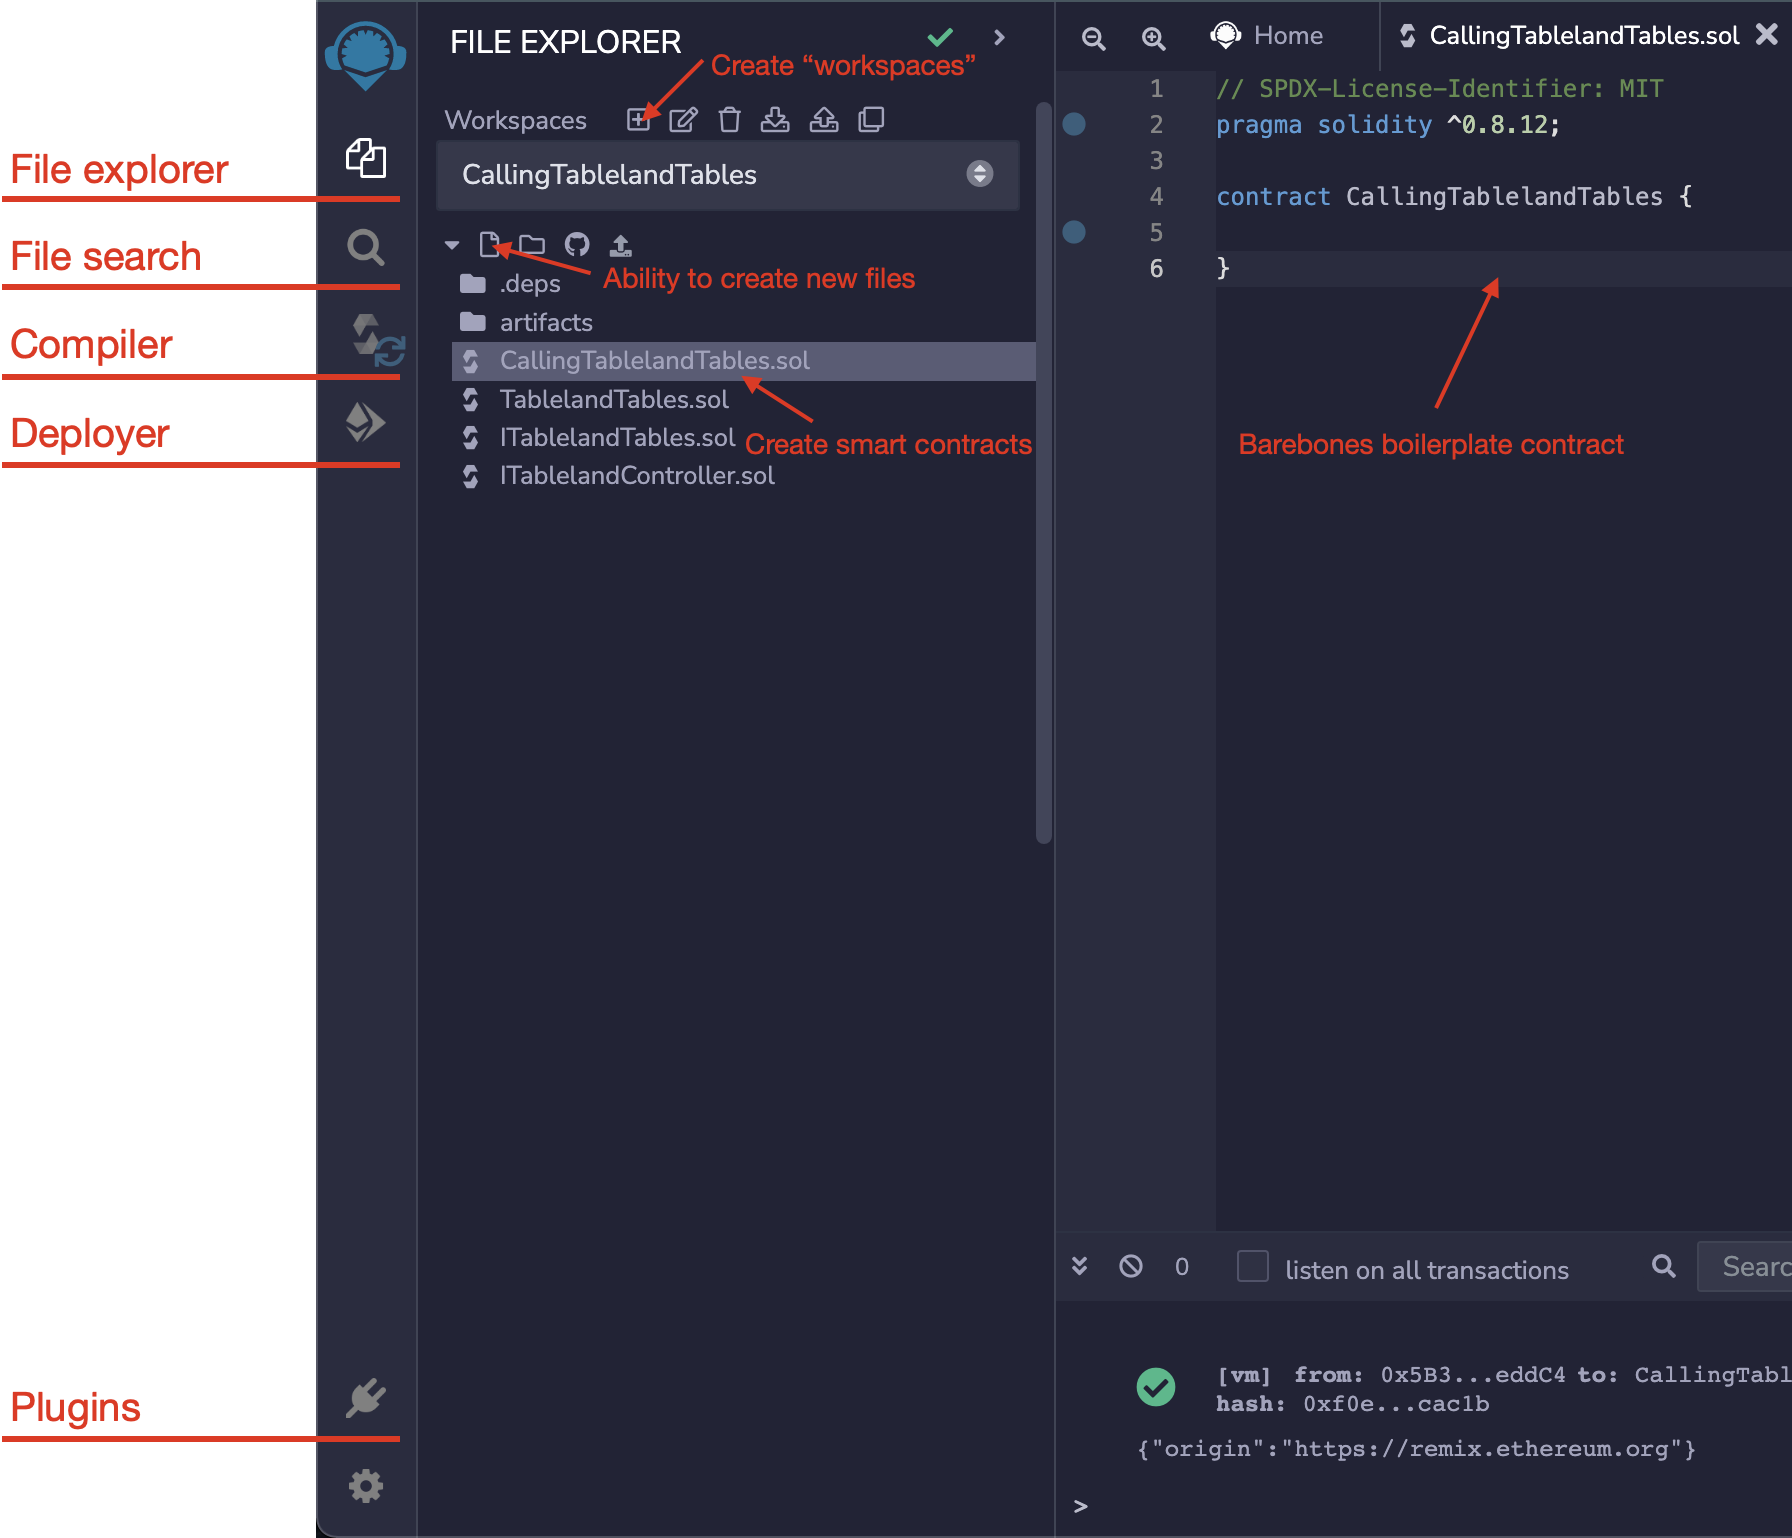 File explorer
File search
Compiler
Deployer
Plugins
FILE EXPLORER
Create “workspaces”
Workspaces
CallingTablelandTables
Ability to create new files
.deps
artifacts
CallingTablelandTables.sol
TablelandTables.sol
ITablelandTables.sol
Create smart contracts
ITablelandController.sol
Home
CallingTablelandTables.sol
1 // SPDX-License-Identifier: MIT
2 pragma solidity ^0.8.12;
3
4 contract CallingTablelandTables {
5
6 }
Barebones boilerplate contract
0 listen on all transactions Searc
[vm] from: 0x5B3...eddC4 to: CallingTabl
hash: 0xf0e...cac1b
{"origin":"https://remix.ethereum.org"}
>